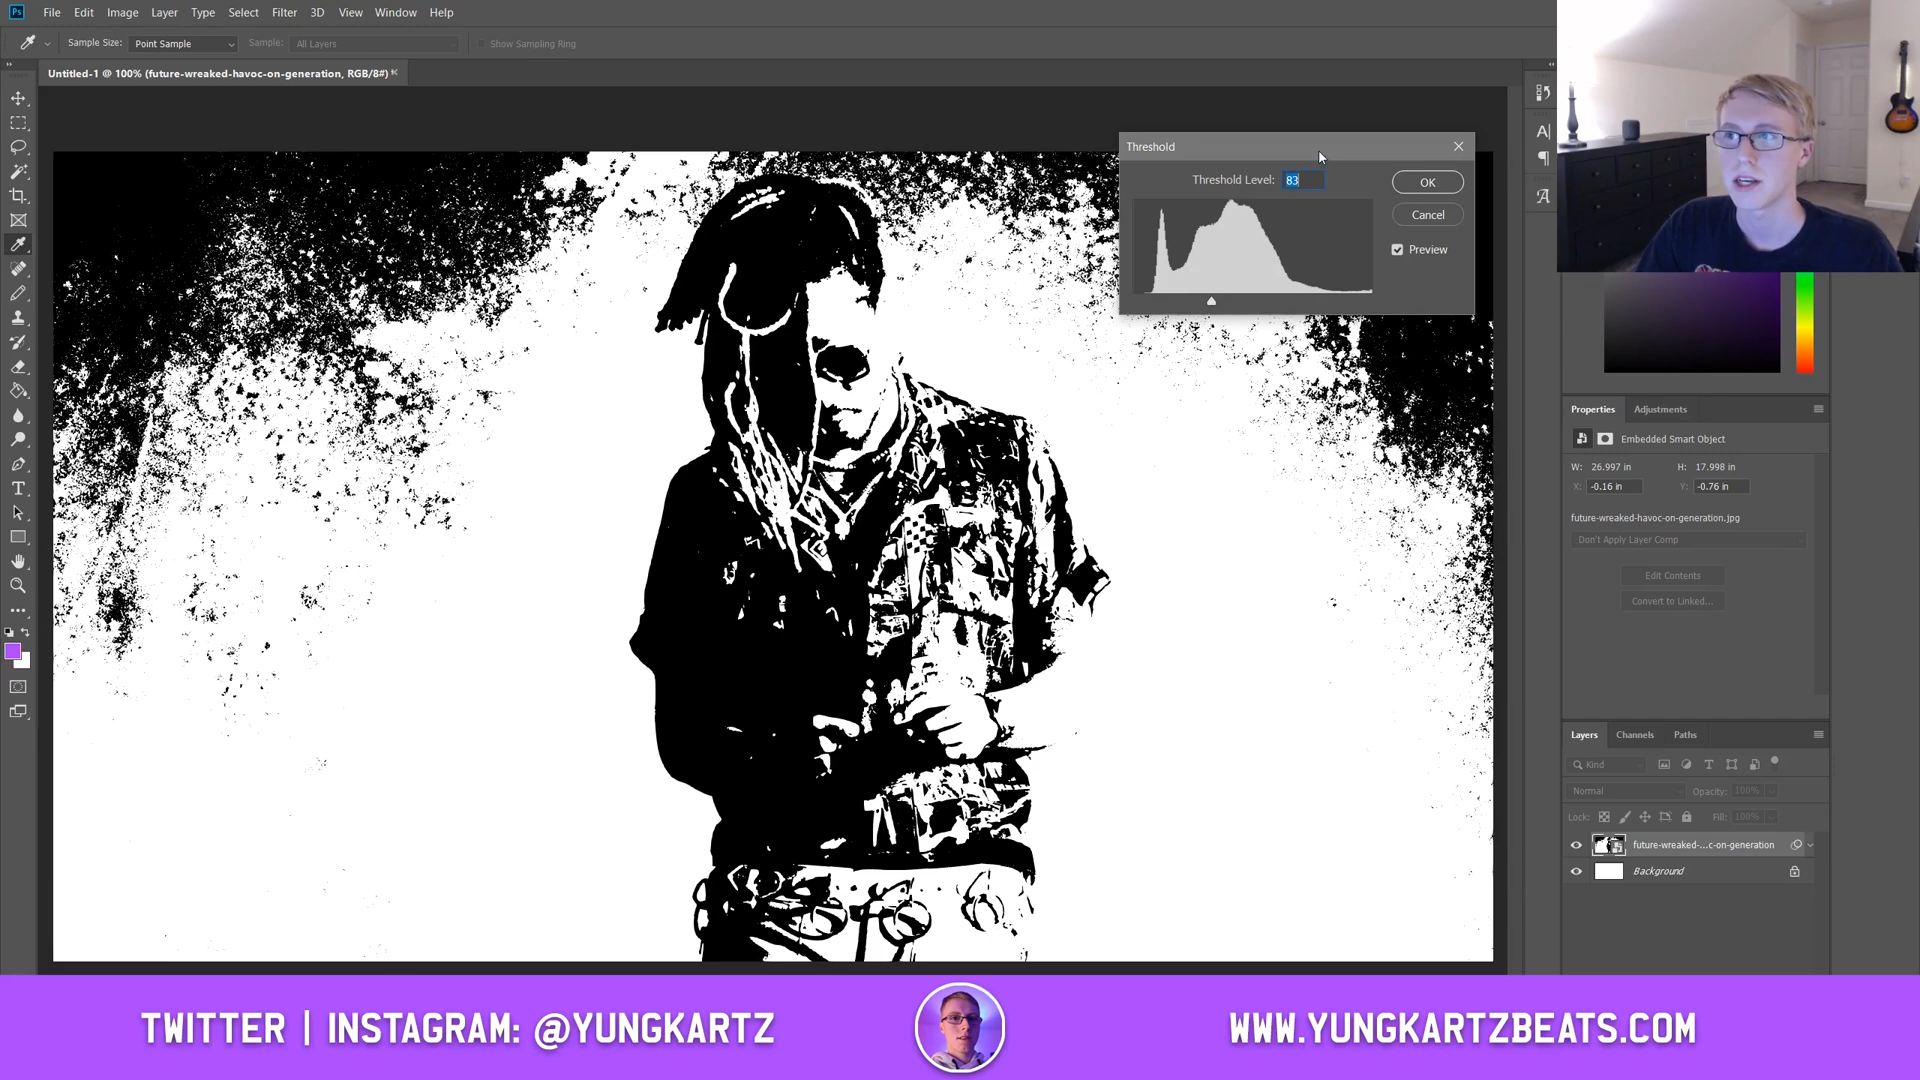 Ps File Edit Image Layer Type Select Filter 3D View Window Help
Sample Size: Point Sample Sample: All Layers Show Sampling Ring
Untitled-1 @ 100% (future-wreaked-havoc-on-generation, RGB/8#) *
Threshold
Threshold Level: 83
OK
Cancel
Preview
Properties Adjustments
Embedded Smart Object
W: 26.997 in H: 17.998 in
X: -0.16 in Y: -0.76 in
future-wreaked-havoc-on-generation.jpg
Don't Apply Layer Comp
Edit Contents
Convert to Linked...
Layers Channels Paths
Kind
Normal Opacity: 100%
Lock: Fill: 100%
future-wreaked-...c-on-generation
Background
TWITTER | INSTAGRAM: @YUNGKARTZ
WWW.YUNGKARTZBEATS.COM